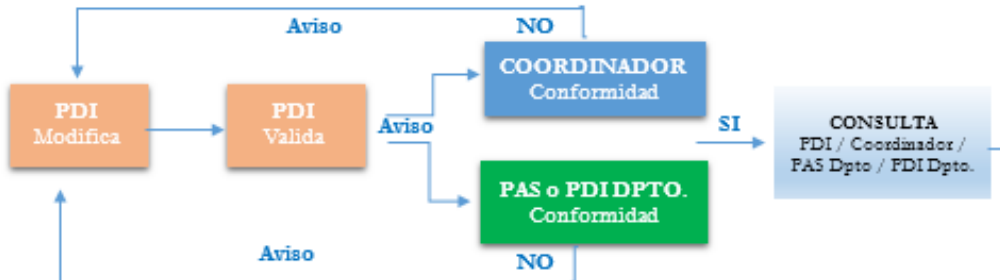 Aviso
NO
COORDINADOR
Conformidad
PDI
Modifica
PDI
Valida
Aviso
SI
CONSULTA
PDI / Coordinador /
PAS Dpto / PDI Dpto.
PAS o PDI DPTO.
Conformidad
Aviso
NO